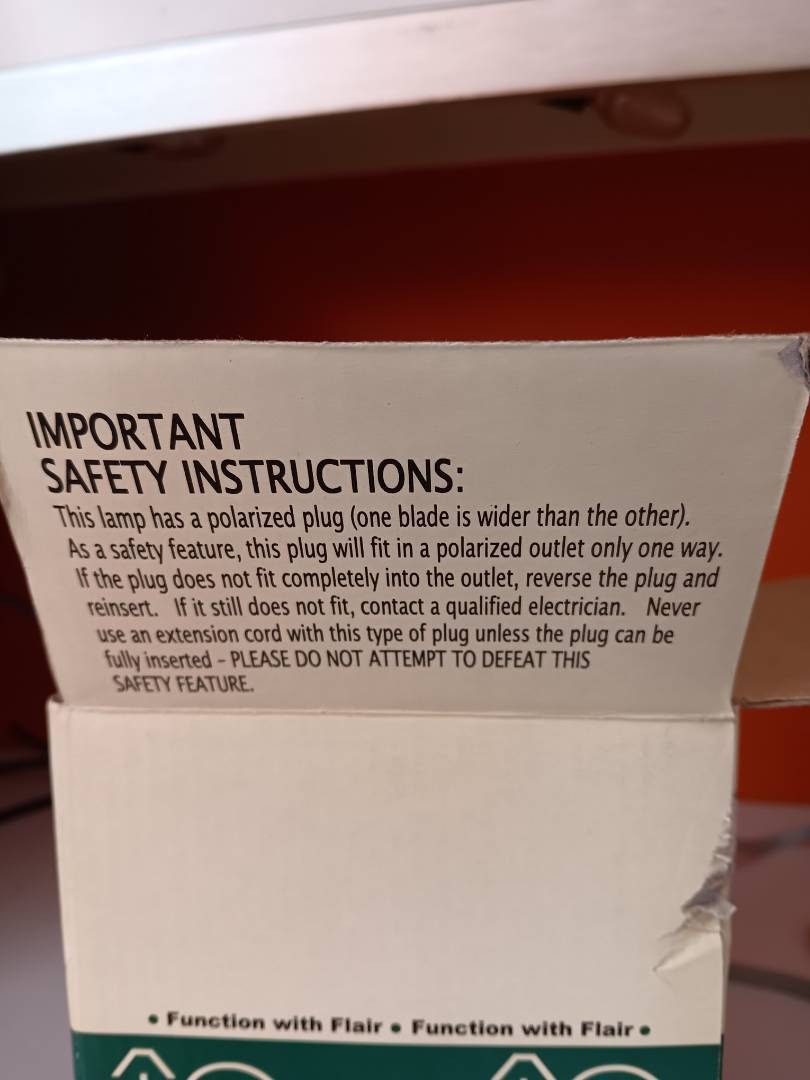 IMPORTANT
SAFETY INSTRUCTIONS:
This lamp has a polarized plug (one blade is wider than the other).
As a safety feature, this plug will fit in a polarized outlet only one way.
If the plug does not fit completely into the outlet, reverse the plug and
reinsert. If it still does not fit, contact a qualified electrician. Never
use an extension cord with this type of plug unless the plug can be
fully inserted – PLEASE DO NOT ATTEMPT TO DEFEAT THIS
SAFETY FEATURE.
• Function with Flair • Function with Flair •